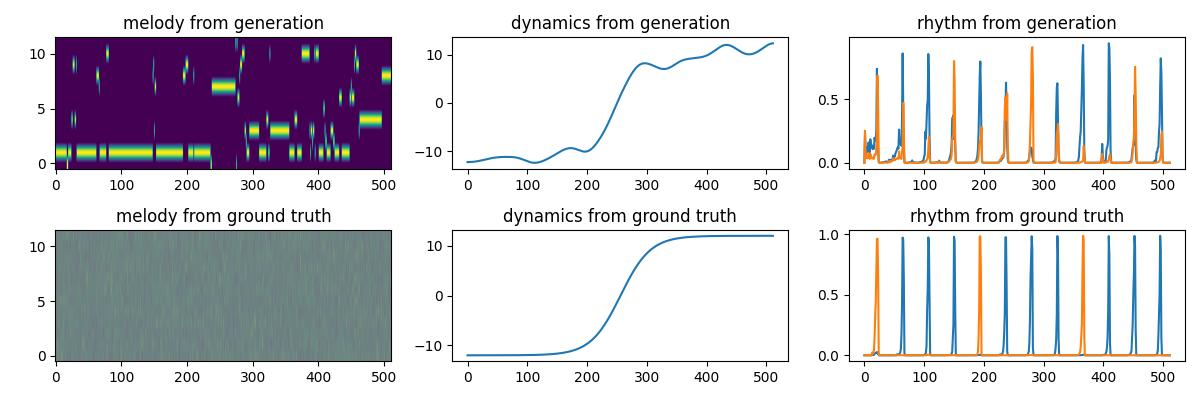 melody from generation
10
5
0
0 100 200 300 400 500
dynamics from generation
10
0
−10
0 100 200 300 400 500
rhythm from generation
0.5
0.0
0 100 200 300 400 500
melody from ground truth
10
5
0
0 100 200 300 400 500
dynamics from ground truth
10
0
−10
0 100 200 300 400 500
rhythm from ground truth
1.0
0.5
0.0
0 100 200 300 400 500